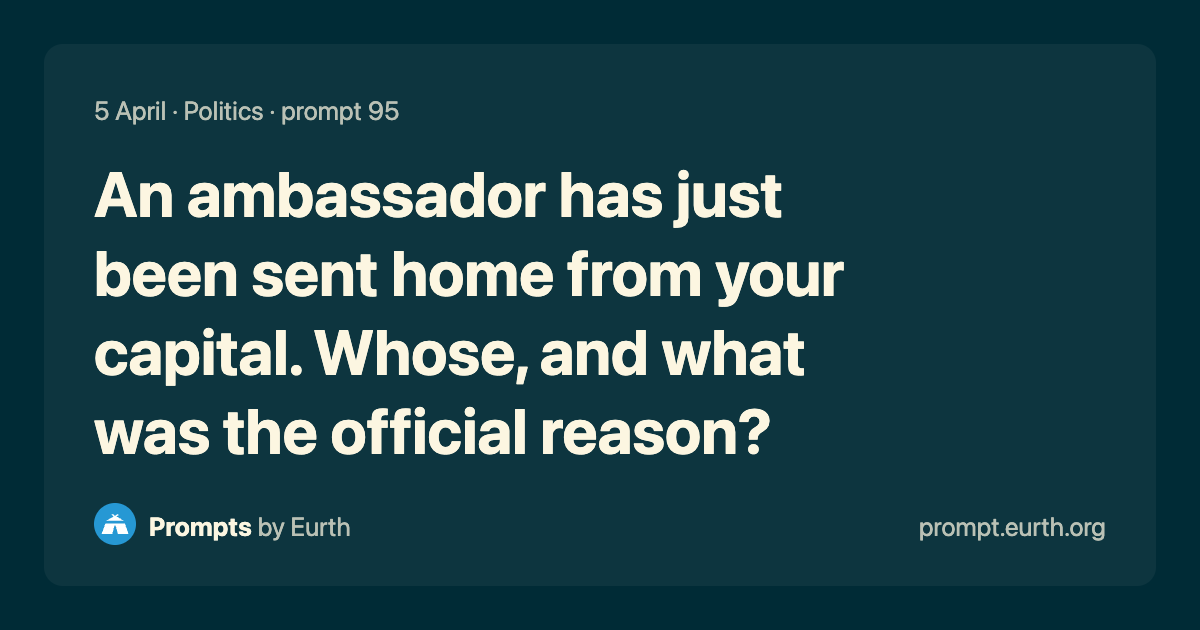 5 April · Politics · prompt 95
An ambassador has just
been sent home from your
capital. Whose, and what
was the official reason?
Prompts by Eurth
prompt.eurth.org